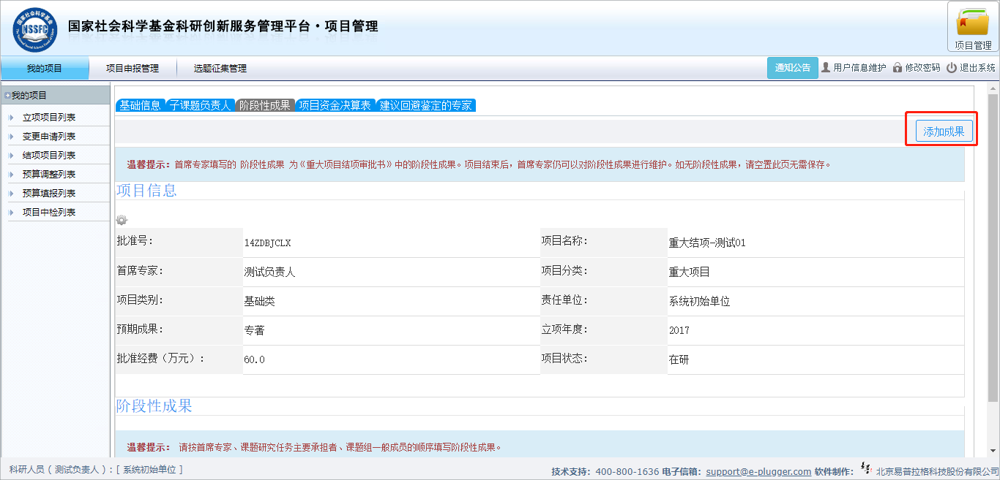 NSSFC
国家社会科学基金科研创新服务管理平台·项目管理
项目管理
我的项目 项目申报管理 选题征集管理 通知公告 用户信息维护 修改密码 退出系统
我的项目
立项项目列表
变更申请列表
结项项目列表
预算调整列表
预算填报列表
项目中检列表
基础信息 子课题负责人 阶段性成果 项目资金决算表 建议回避鉴定的专家
添加成果
温馨提示：首席专家填写的 阶段性成果 为《重大项目结项审批书》中的阶段性成果。项目结束后，首席专家仍可以对阶段性成果进行维护。如无阶段性成果，请空置此页无需保存。
项目信息
批准号： 14ZDBJCLX 项目名称： 重大结项-测试01
首席专家： 测试负责人 项目分类： 重大项目
项目类别： 基础类 责任单位： 系统初始单位
预期成果： 专著 立项年度： 2017
批准经费（万元）： 60.0 项目状态： 在研
阶段性成果
温馨提示： 请按首席专家、课题研究任务主要承担者、课题组一般成员的顺序填写阶段性成果。
科研人员 ( 测试负责人 ) : [ 系统初始单位 ]
技术支持: 400-800-1636 电子信箱: support@e-plugger.com 软件制作: 北京易普拉格科技股份有限公司